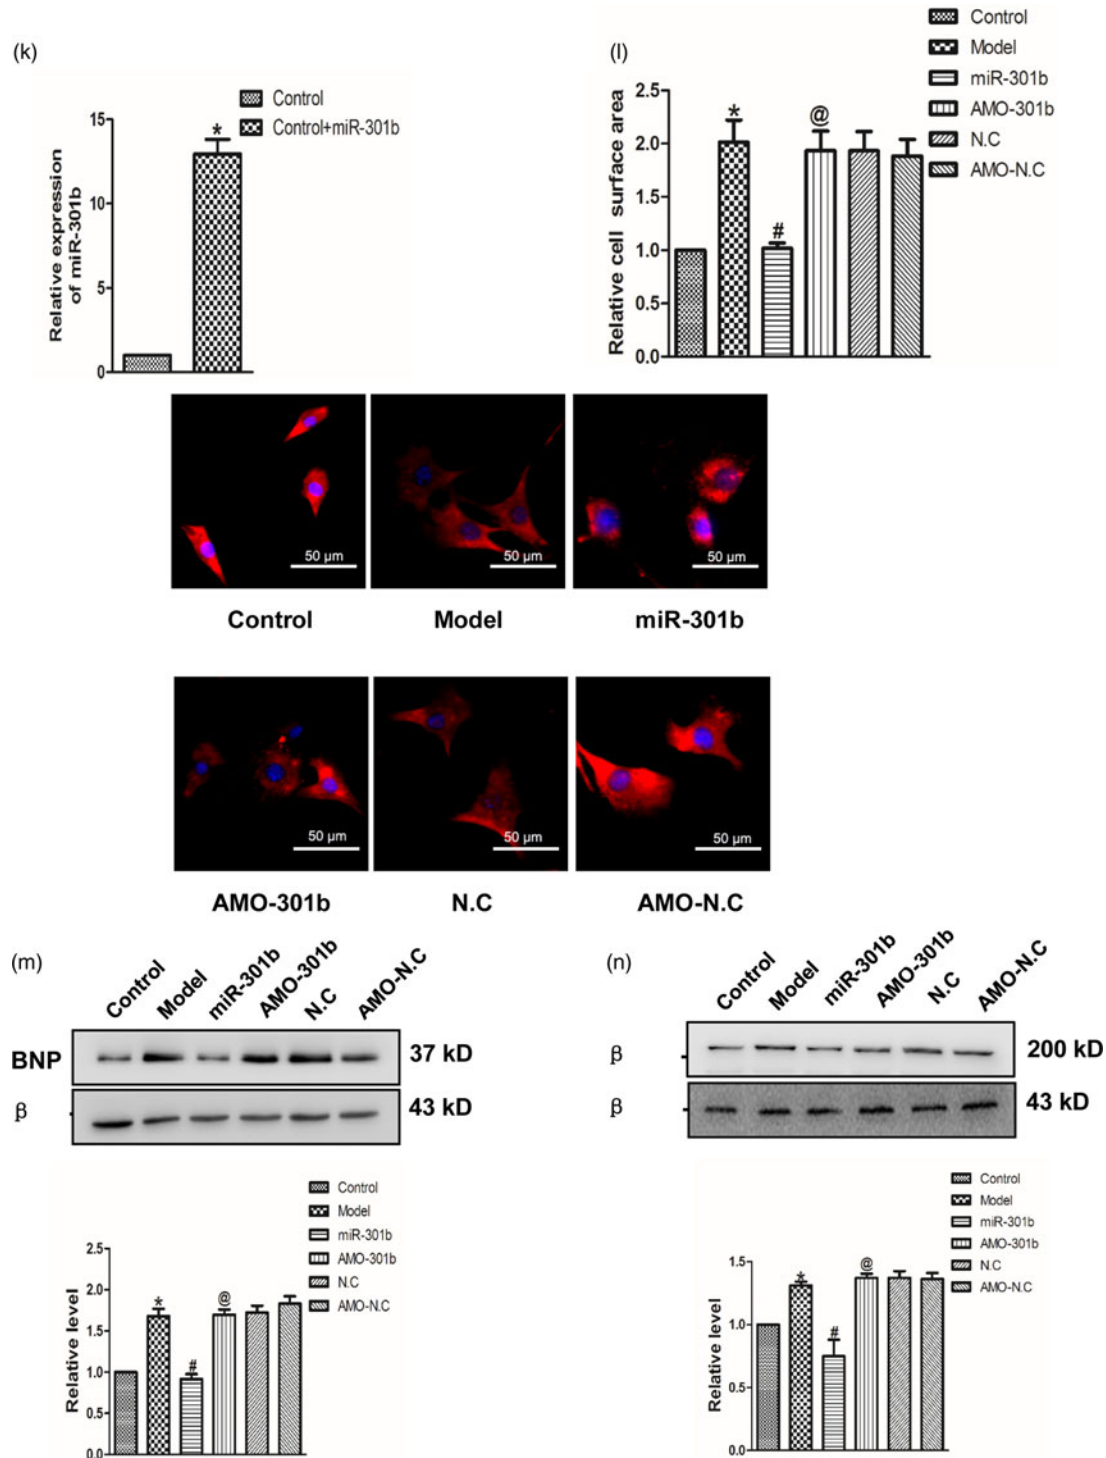 (k)
Control
Control+miR-301b
Relative expression
of miR-301b
15
10
5
0
*
(l)
Control
Model
miR-301b
AMO-301b
N.C
AMO-N.C
Relative cell surface area
2.5
2.0
1.5
1.0
0.5
0.0
*
#
@
50 µm
50 µm
50 µm
Control
Model
miR-301b
50 µm
50 µm
50 µm
AMO-301b
N.C
AMO-N.C
(m)
Control
Model
miR-301b
AMO-301b
N.C
AMO-N.C
BNP
37 kD
β
43 kD
Control
Model
miR-301b
AMO-301b
N.C
AMO-N.C
Relative level
2.5
2.0
1.5
1.0
0.5
0.0
*
#
@
(n)
Control
Model
miR-301b
AMO-301b
N.C
AMO-N.C
β
200 kD
β
43 kD
Control
Model
miR-301b
AMO-301b
N.C
AMO-N.C
Relative level
1.5
1.0
0.5
0.0
*
#
@